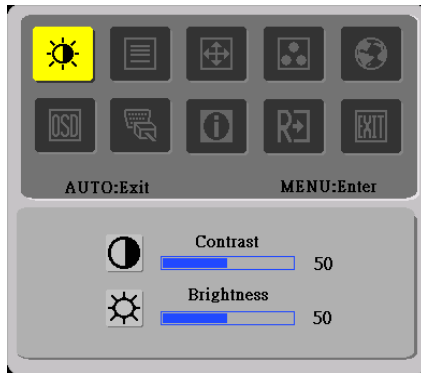 OSD i R EXIT
AUTO:Exit MENU:Enter
Contrast
50
Brightness
50